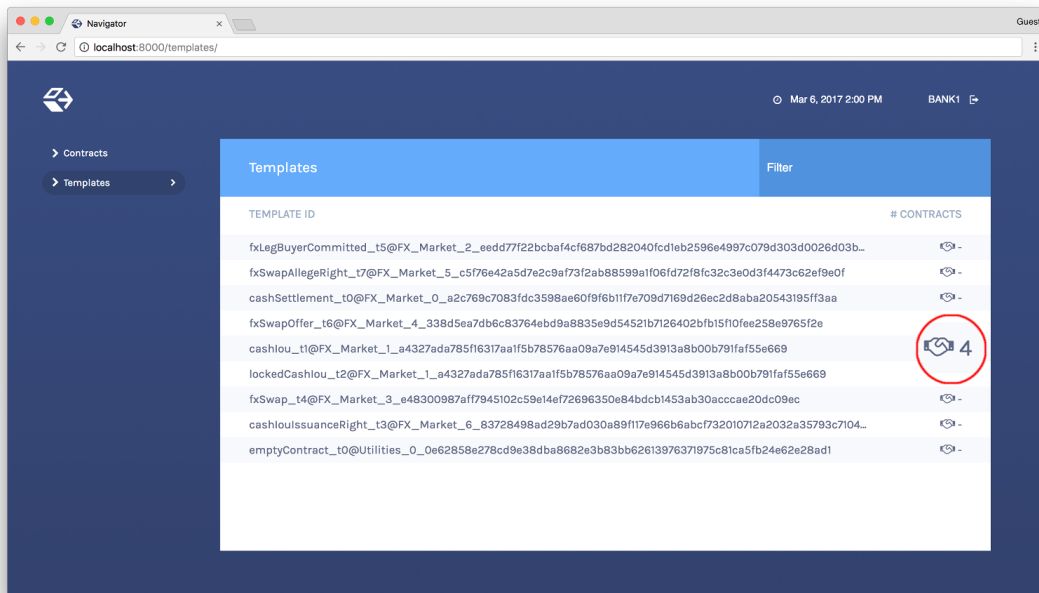 Navigator
Guest
localhost:8000/templates/
Mar 6, 2017 2:00 PM
BANK1
Contracts
Templates
Templates
Filter
TEMPLATE ID
# CONTRACTS
fxLegBuyerCommitted_t5@FX_Market_2_eedd77f22bcbaf4cf687bd282040fcd1eb2596e4997c079d303d0026d03b... -
fxSwapAllegeRight_t7@FX_Market_5_c5f76e42a5d7e2c9af73f2ab88599a1f06fd72f8fc32c3e0d3f4473c62ef9e0f -
cashSettlement_t0@FX_Market_0_a2c769c7083fdc3598ae60f9f6b11f7e709d7169d26ec2d8aba20543195ff3aa -
fxSwapOffer_t6@FX_Market_4_338d5ea7db6c83764ebd9a8835e9d54521b7126402bfb15f10fee258e9765f2e
cashIou_t1@FX_Market_1_a4327ada785f16317aa1f5b78576aa09a7e914545d3913a8b00b791faf55e669 4
lockedCashIou_t2@FX_Market_1_a4327ada785f16317aa1f5b78576aa09a7e914545d3913a8b00b791faf55e669
fxSwap_t4@FX_Market_3_e48300987aff7945102c59e14ef72696350e84bdcb1453ab30acccae20dc09ec -
cashIouIssuanceRight_t3@FX_Market_6_83728498ad29b7ad030a89f117e966b6abcf732010712a2032a35793c7104... -
emptyContract_t0@Utilities_0_0e62858e278cd9e38dba8682e3b83bb62613976371975c81ca5fb24e62e28ad1 -